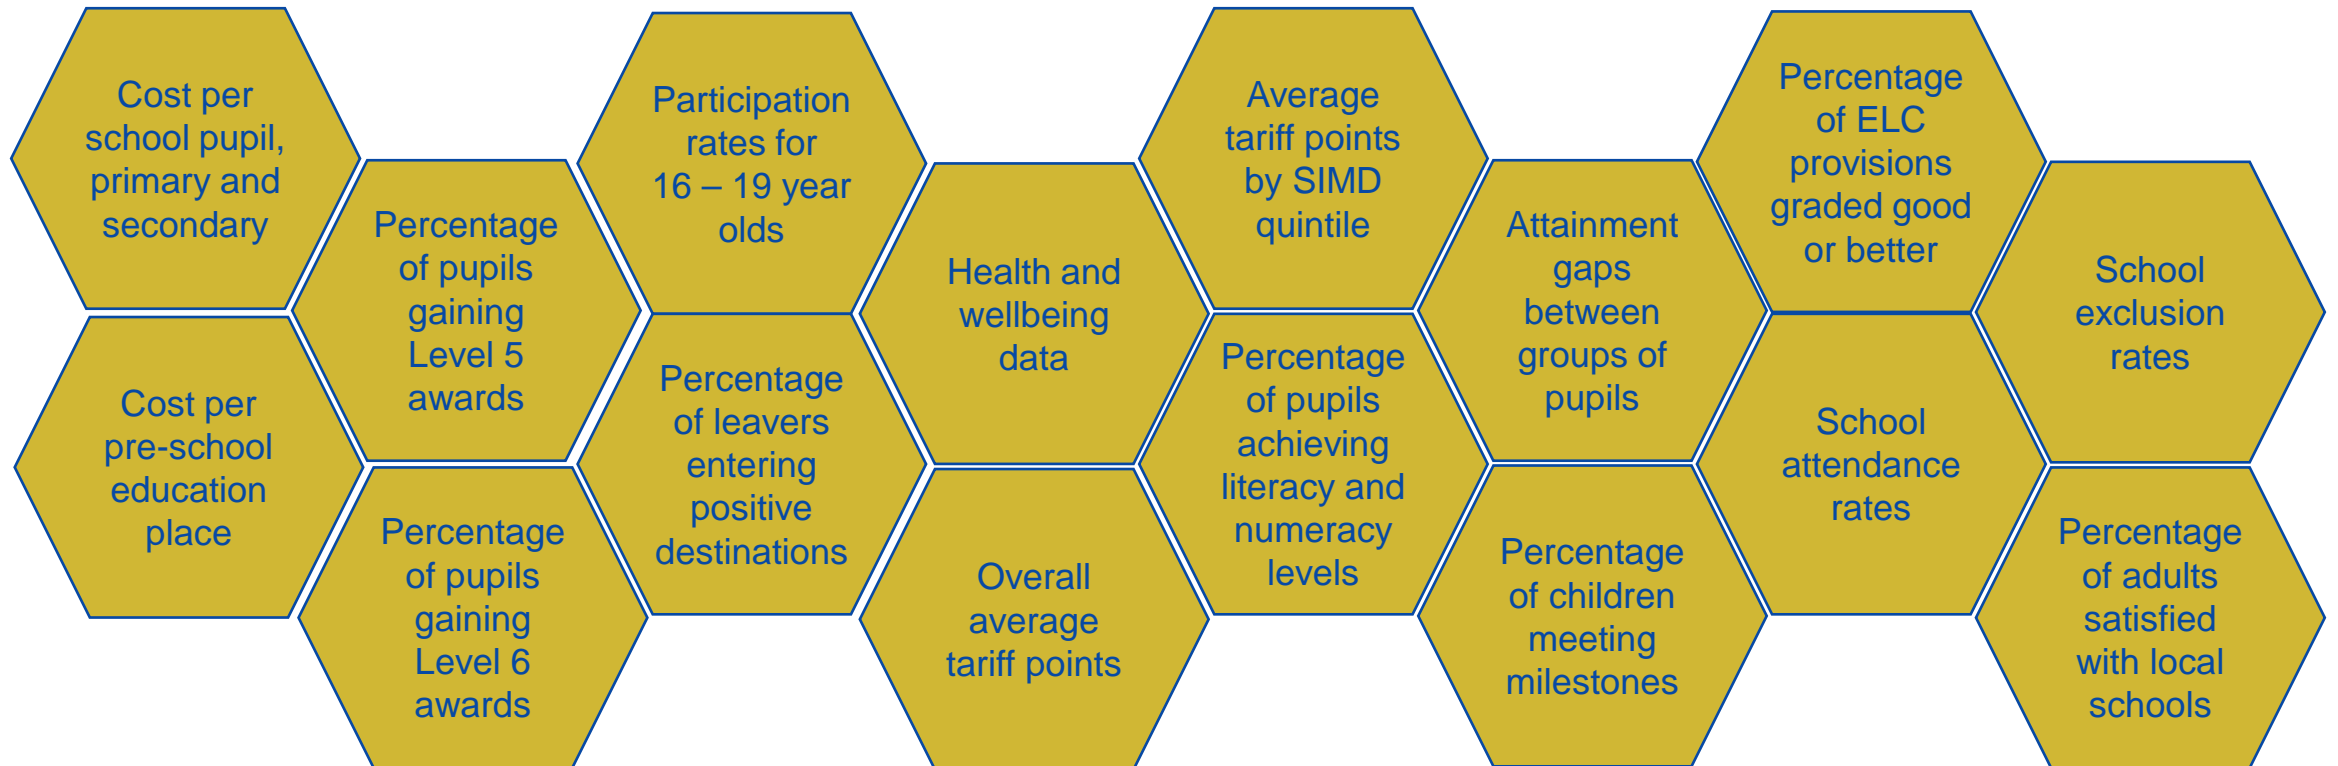 Cost per
school pupil,
primary and
secondary
Cost per
pre-school
education
place
Percentage
of pupils
gaining
Level 5
awards
Percentage
of pupils
gaining
Level 6
awards
Participation
rates for
16 – 19 year
olds
Percentage
of leavers
entering
positive
destinations
Health and
wellbeing
data
Overall
average
tariff points
Average
tariff points
by SIMD
quintile
Percentage
of pupils
achieving
literacy and
numeracy
levels
Attainment
gaps
between
groups of
pupils
Percentage
of children
meeting
milestones
Percentage
of ELC
provisions
graded good
or better
School
attendance
rates
School
exclusion
rates
Percentage
of adults
satisfied
with local
schools